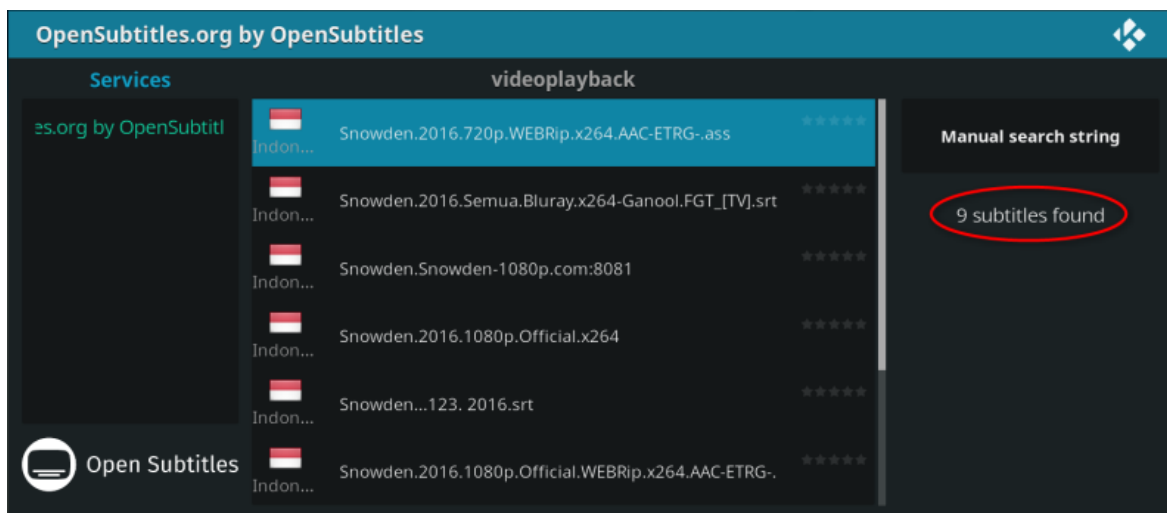 OpenSubtitles.org by OpenSubtitles
Services
videoplayback
es.org by OpenSubtitl
Indon...
Snowden.2016.720p.WEBRip.x264.AAC-ETRG-.ass
Manual search string
Indon...
Snowden.2016.Semua.Bluray.x264-Ganool.FGT_[TV].srt
9 subtitles found
Indon...
Snowden.Snowden-1080p.com:8081
Indon...
Snowden.2016.1080p.Official.x264
Indon...
Snowden...123. 2016.srt
Open Subtitles
Indon...
Snowden.2016.1080p.Official.WEBRip.x264.AAC-ETRG-.